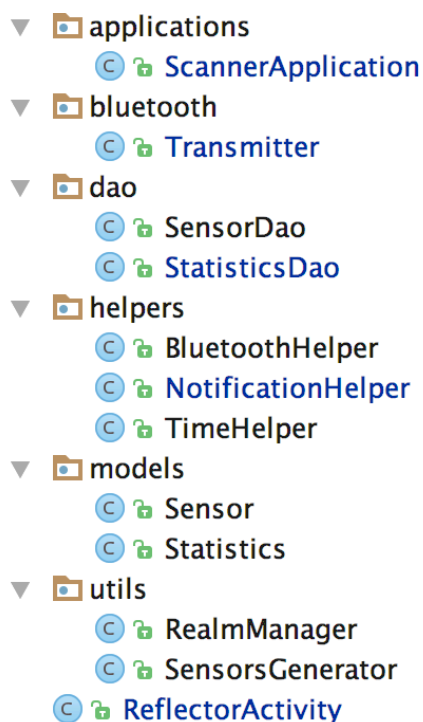 applications
ScannerApplication
bluetooth
Transmitter
dao
SensorDao
StatisticsDao
helpers
BluetoothHelper
NotificationHelper
TimeHelper
models
Sensor
Statistics
utils
RealmManager
SensorsGenerator
ReflectorActivity